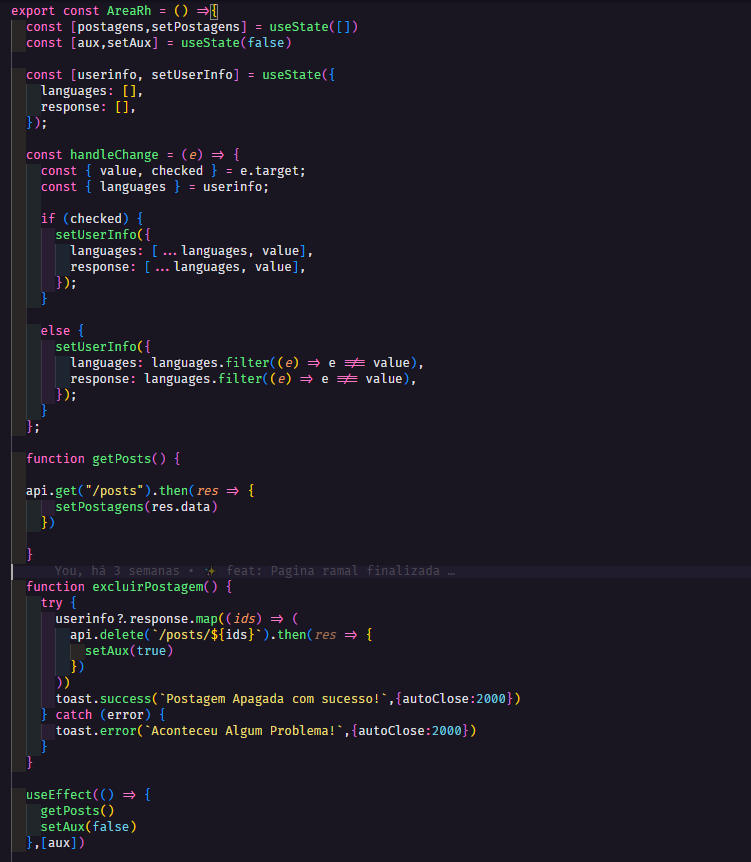 export const AreaRh = () =>{
  const [postagens,setPostagens] = useState([])
  const [aux,setAux] = useState(false)

  const [userinfo, setUserInfo] = useState({
    languages: [],
    response: [],
  });

  const handleChange = (e) => {
    const { value, checked } = e.target;
    const { languages } = userinfo;

    if (checked) {
      setUserInfo({
        languages: [...languages, value],
        response: [...languages, value],
      });
    }

    else {
      setUserInfo({
        languages: languages.filter((e) => e !== value),
        response: languages.filter((e) => e !== value),
      });
    }
  };

  function getPosts() {

  api.get("/posts").then(res => {
      setPostagens(res.data)
    })

  }
      You, há 3 semanas • ✨ feat: Pagina ramal finalizada …
  function excluirPostagem() {
    try {
      userinfo?.response.map((ids) => (
        api.delete(`/posts/${ids}`).then(res => {
          setAux(true)
        })
      ))
      toast.success(`Postagem Apagada com sucesso!`,{autoClose:2000})
    } catch (error) {
      toast.error(`Aconteceu Algum Problema!`,{autoClose:2000})
    }
  }

  useEffect(() => {
    getPosts()
    setAux(false)
  },[aux])